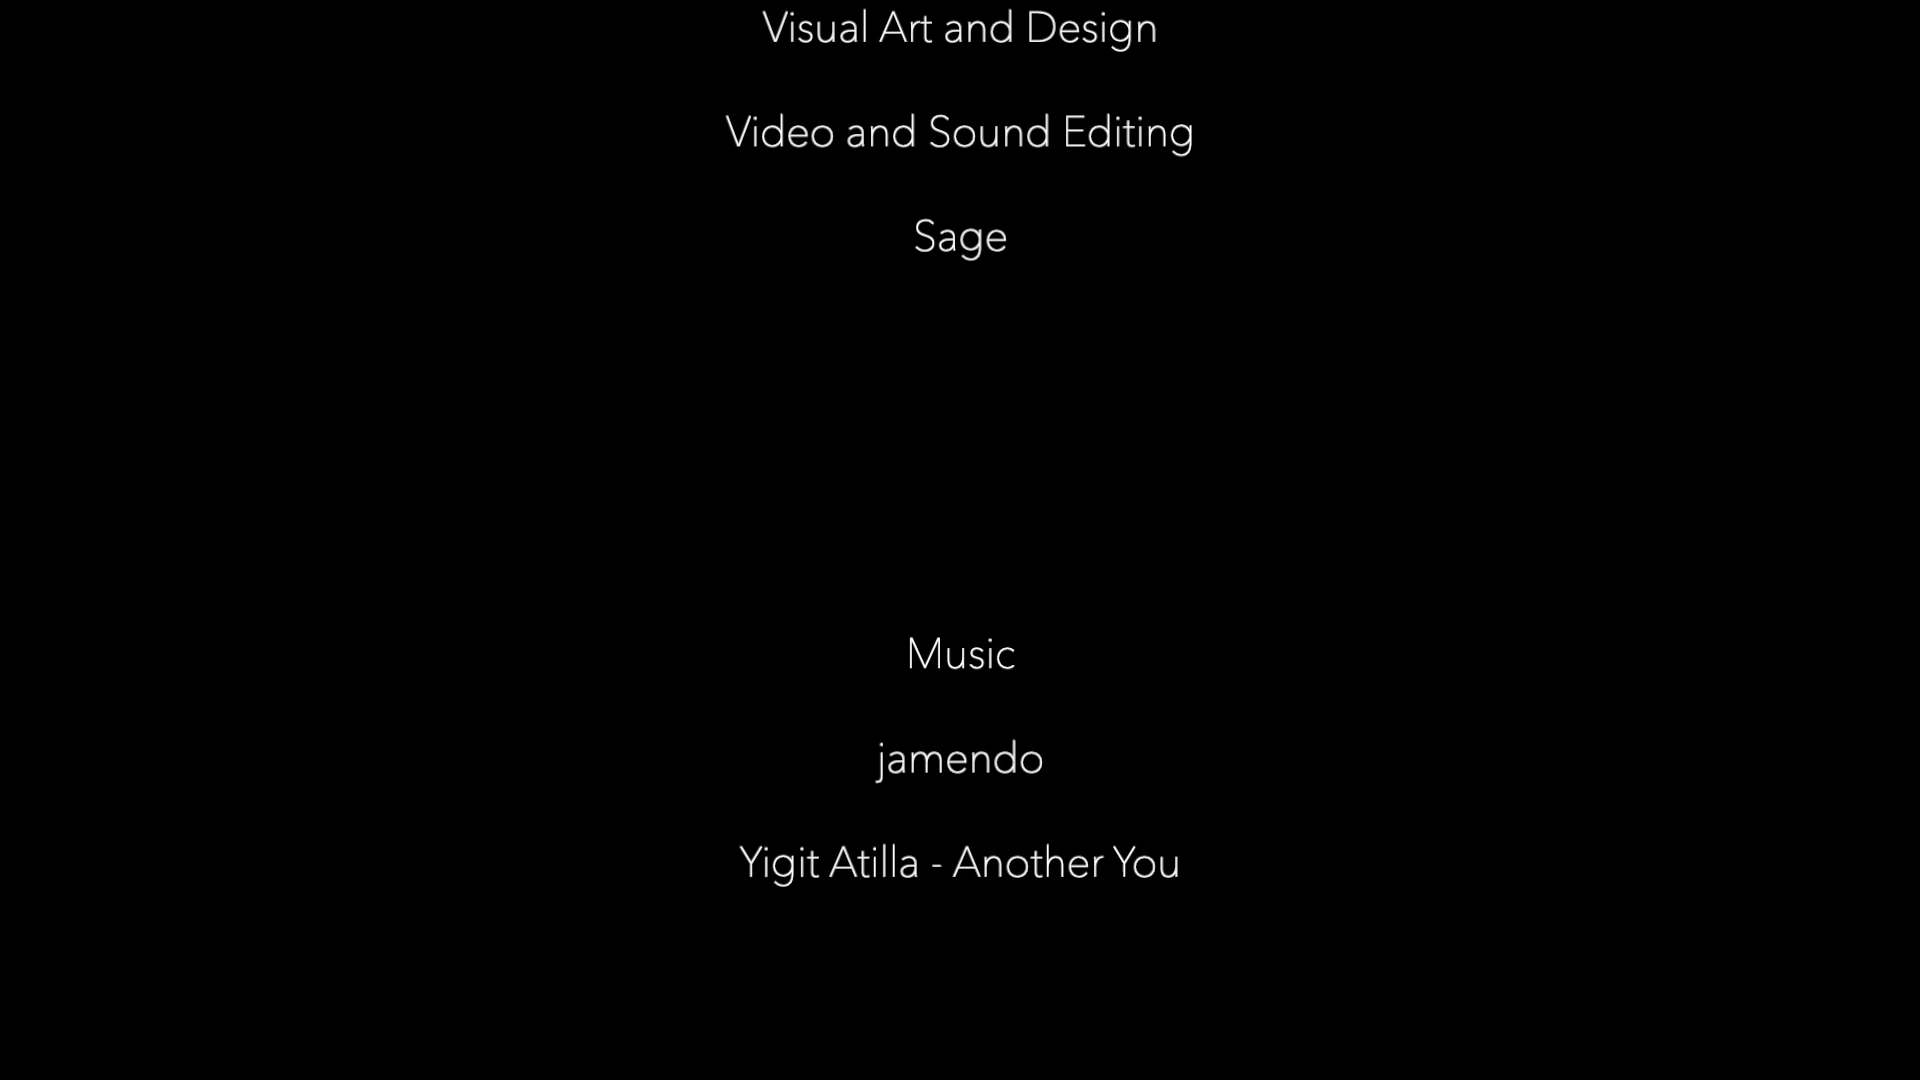 Visual Art and Design
Video and Sound Editing
Sage
Music
jamendo
Yigit Atilla - Another You